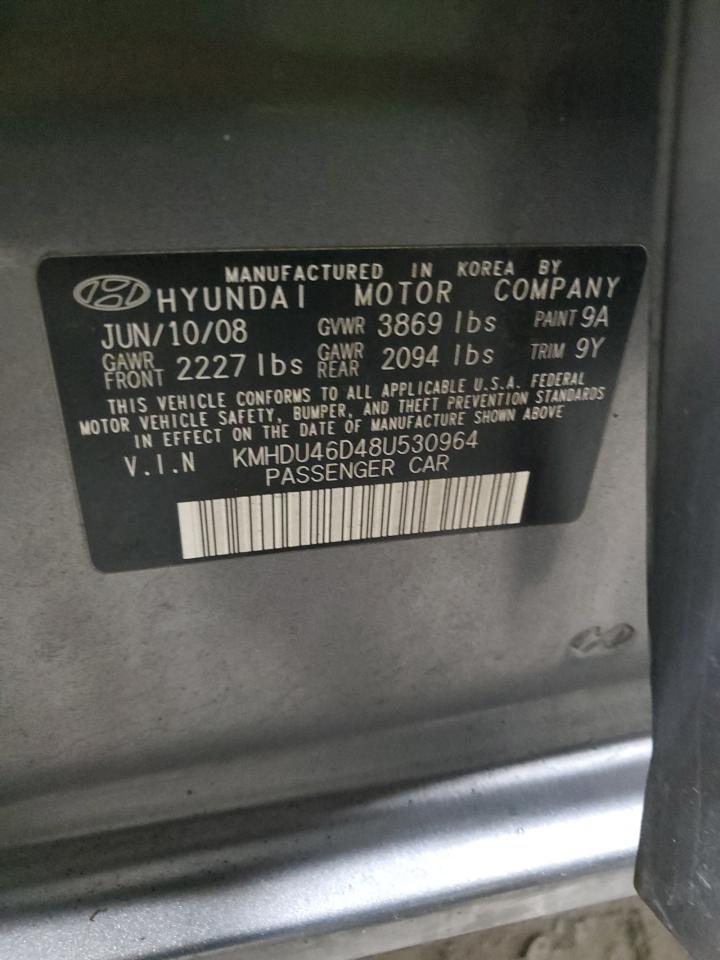 MANUFACTURED IN KOREA BY
HYUNDAI MOTOR COMPANY
JUN/10/08 GVWR 3869 lbs PAINT 9A
GAWR FRONT 2227 lbs GAWR REAR 2094 lbs TRIM 9Y
THIS VEHICLE CONFORMS TO ALL APPLICABLE U.S.A. FEDERAL
MOTOR VEHICLE SAFETY, BUMPER, AND THEFT PREVENTION STANDARDS
IN EFFECT ON THE DATE OF MANUFACTURE SHOWN ABOVE
V.I.N KMHDU46D48U530964
PASSENGER CAR